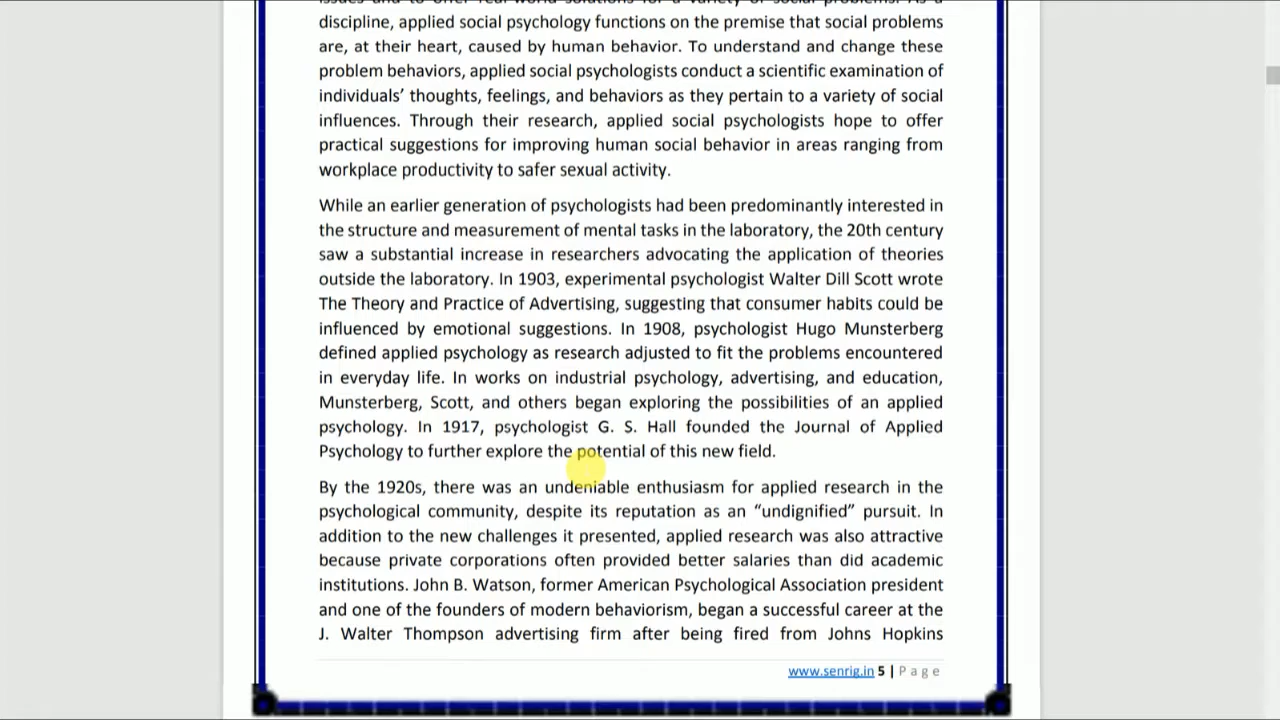 discipline, applied social psychology functions on the premise that social problems
are, at their heart, caused by human behavior. To understand and change these
problem behaviors, applied social psychologists conduct a scientific examination of
individuals’ thoughts, feelings, and behaviors as they pertain to a variety of social
influences. Through their research, applied social psychologists hope to offer
practical suggestions for improving human social behavior in areas ranging from
workplace productivity to safer sexual activity.
While an earlier generation of psychologists had been predominantly interested in
the structure and measurement of mental tasks in the laboratory, the 20th century
saw a substantial increase in researchers advocating the application of theories
outside the laboratory. In 1903, experimental psychologist Walter Dill Scott wrote
The Theory and Practice of Advertising, suggesting that consumer habits could be
influenced by emotional suggestions. In 1908, psychologist Hugo Munsterberg
defined applied psychology as research adjusted to fit the problems encountered
in everyday life. In works on industrial psychology, advertising, and education,
Munsterberg, Scott, and others began exploring the possibilities of an applied
psychology. In 1917, psychologist G. S. Hall founded the Journal of Applied
Psychology to further explore the potential of this new field.
By the 1920s, there was an undeniable enthusiasm for applied research in the
psychological community, despite its reputation as an “undignified” pursuit. In
addition to the new challenges it presented, applied research was also attractive
because private corporations often provided better salaries than did academic
institutions. John B. Watson, former American Psychological Association president
and one of the founders of modern behaviorism, began a successful career at the
J. Walter Thompson advertising firm after being fired from Johns Hopkins
www.senrig.in 5 | P a g e